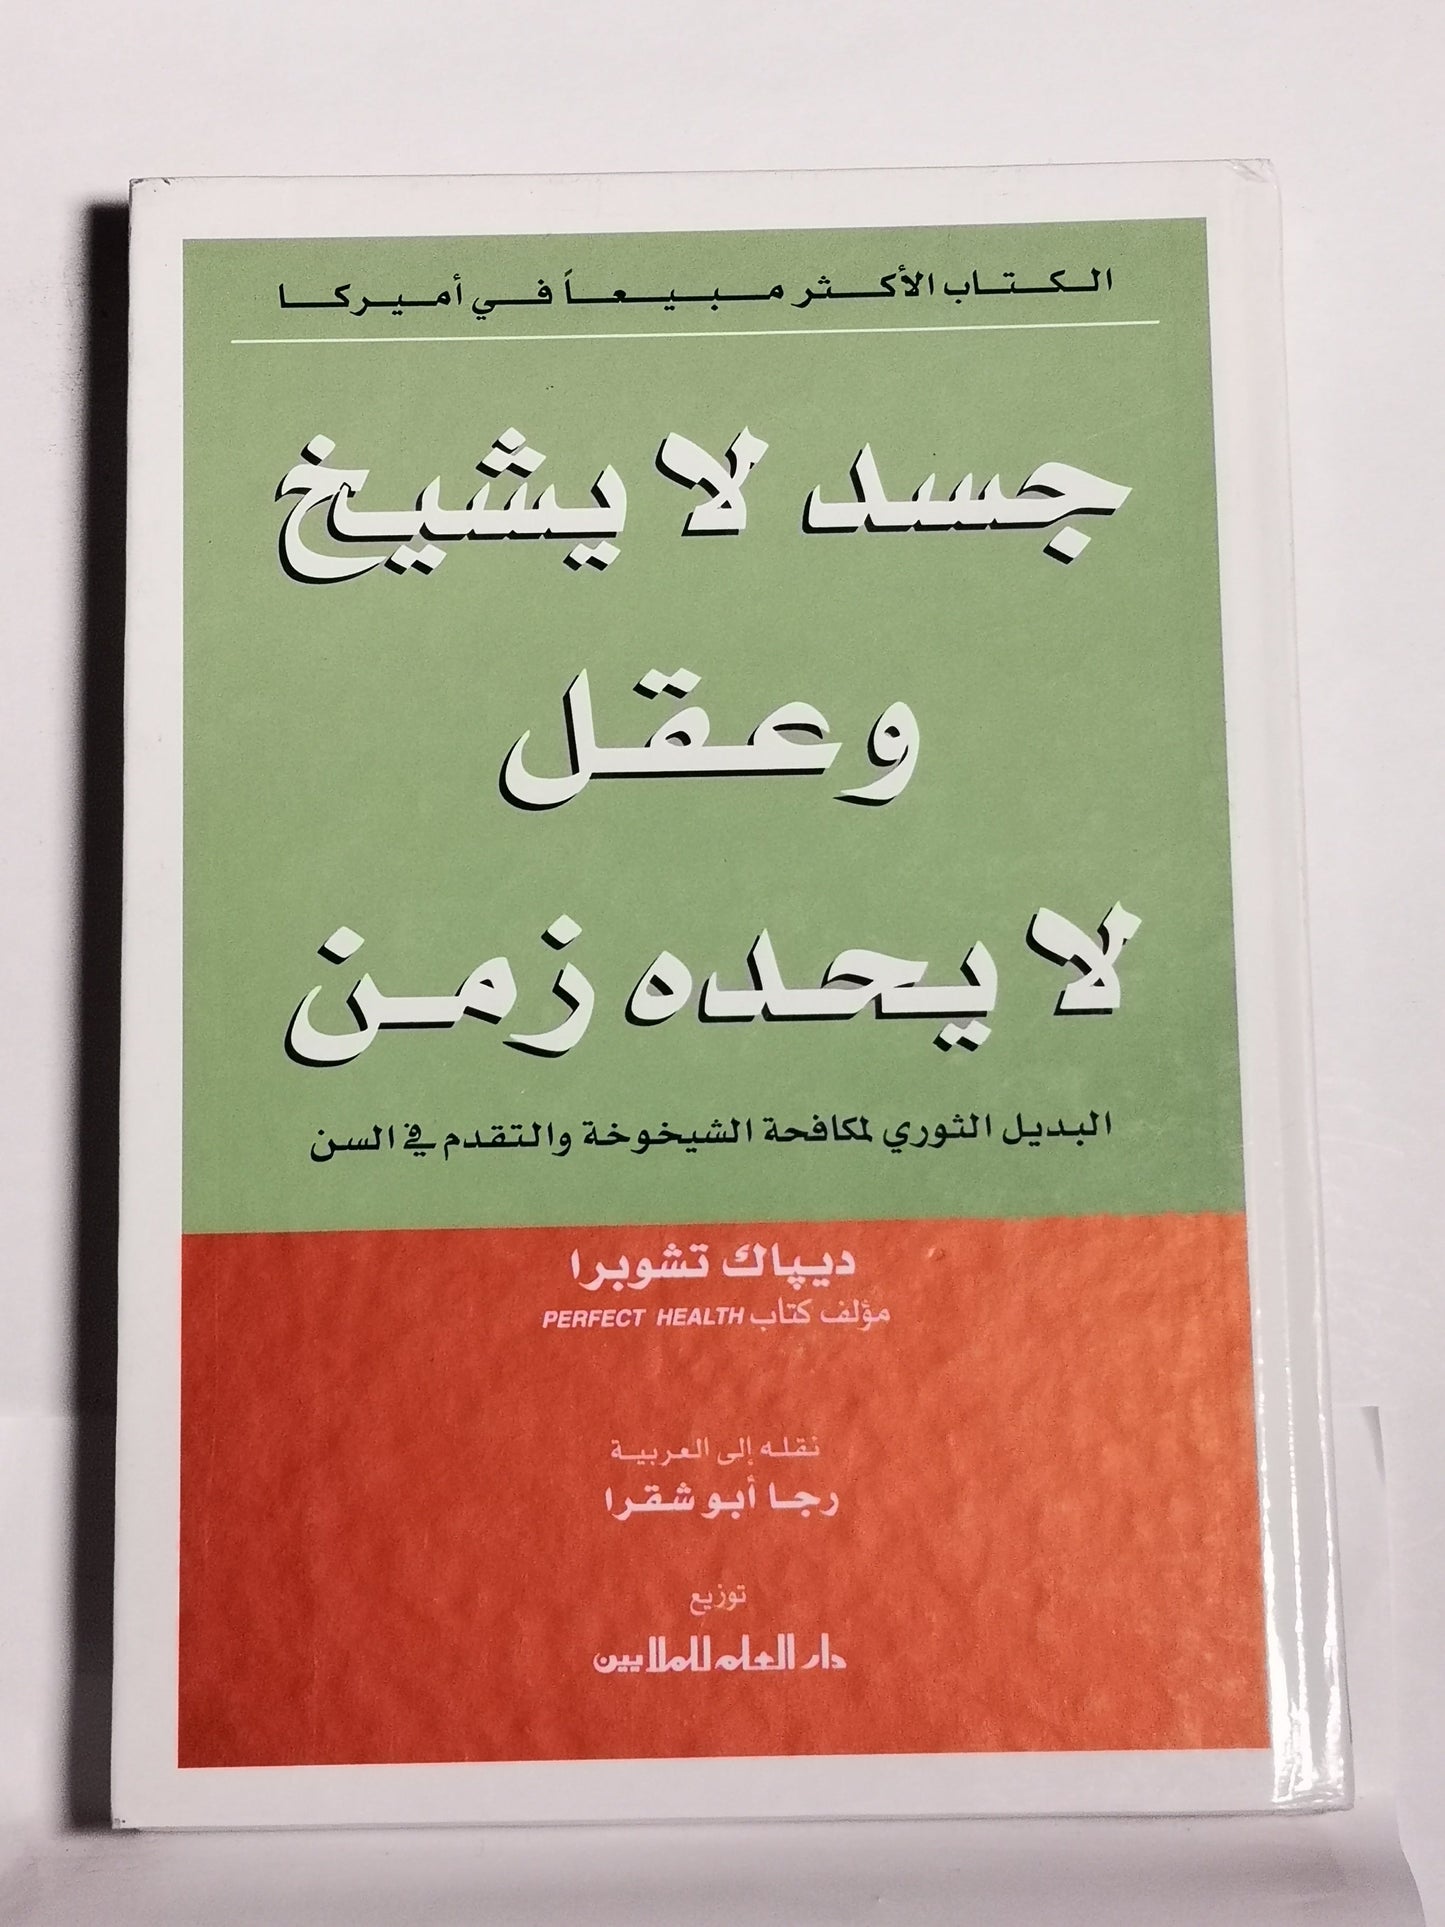 الكتاب الأكثر مبيعاً في أميركا
جسد لا يشيخ
وعقل
لا يحده زمن
البديل الثوري لمكافحة الشيخوخة والتقدم في السن
ديپاك تشوبرا
مؤلف كتاب PERFECT HEALTH
نقله إلى العربية
رجا أبو شقرا
توزيع
دار العلم للملايين